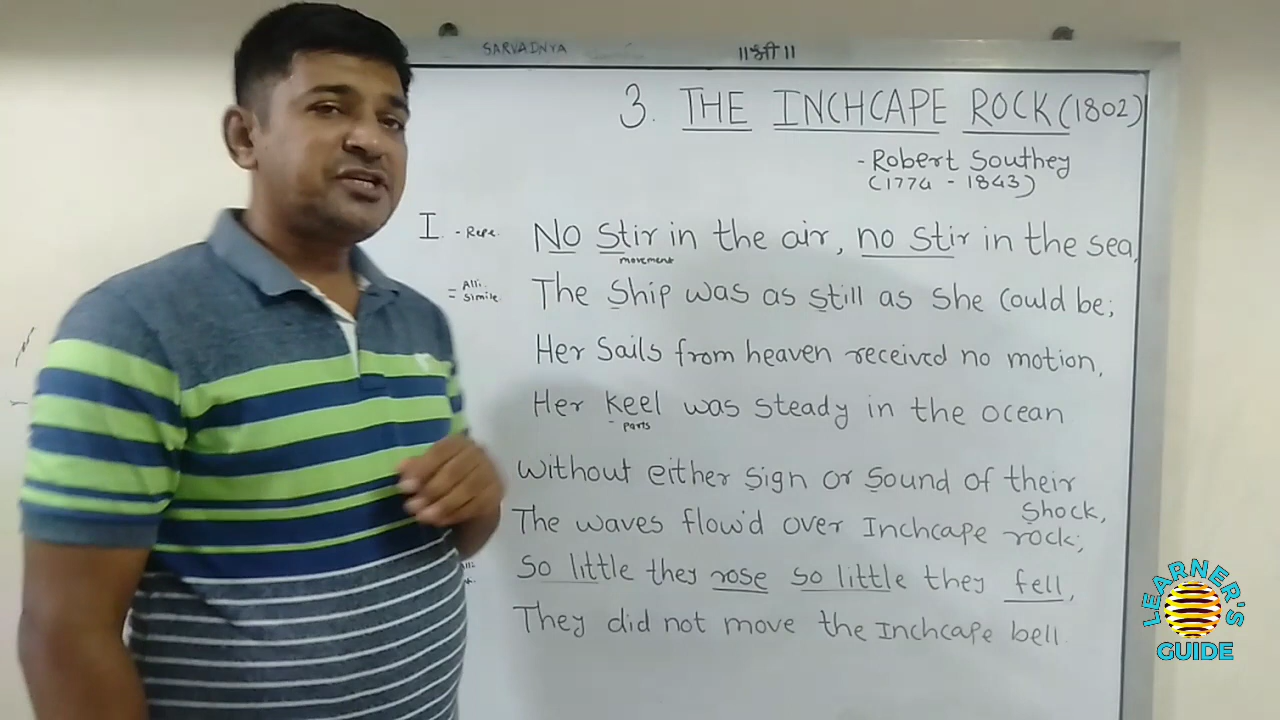 SARVADNYA
॥श्री॥
3. THE INCHCAPE ROCK (1802)
- Robert Southey
(1774 - 1843)
I - Repe. No stir in the air, no stir in the sea,
movement
= Alli. Simile. The Ship was as still as she could be;
Her Sails from heaven received no motion,
Her keel was steady in the ocean
parts
without either sign or sound of their
Shock,
The waves flow'd over Inchcape rock;
So little they rose so little they fell,
They did not move the Inchcape bell.
LEARNER'S
GUIDE